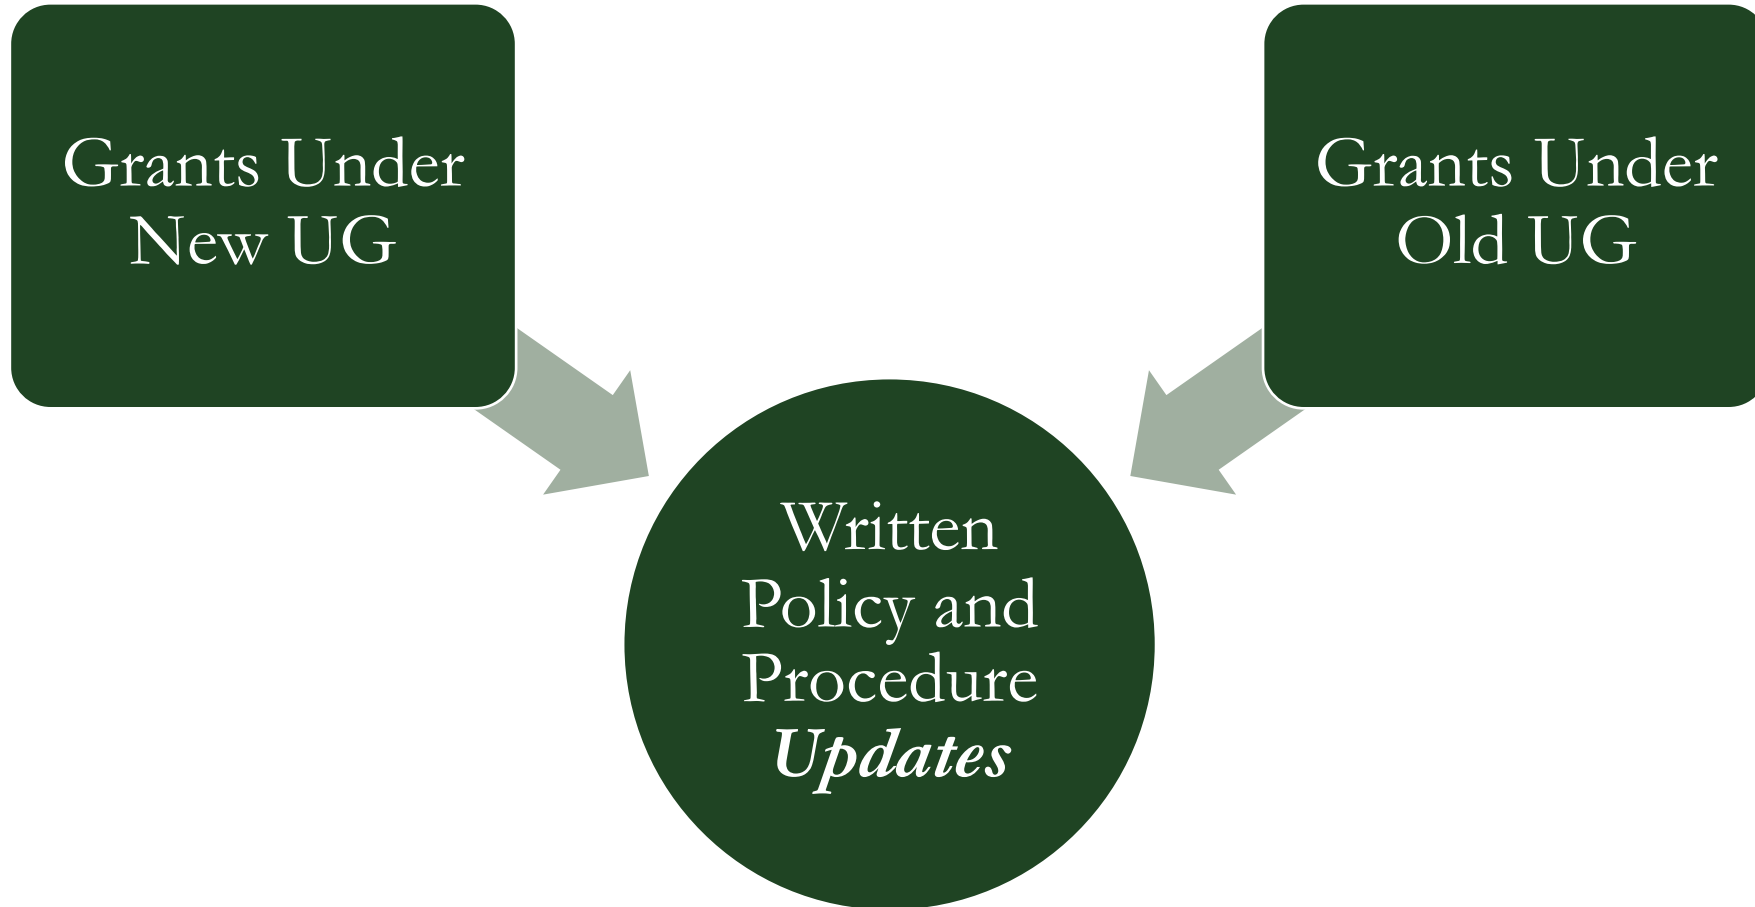 Grants Under
New UG
Grants Under
Old UG
Written
Policy and
Procedure
Updates